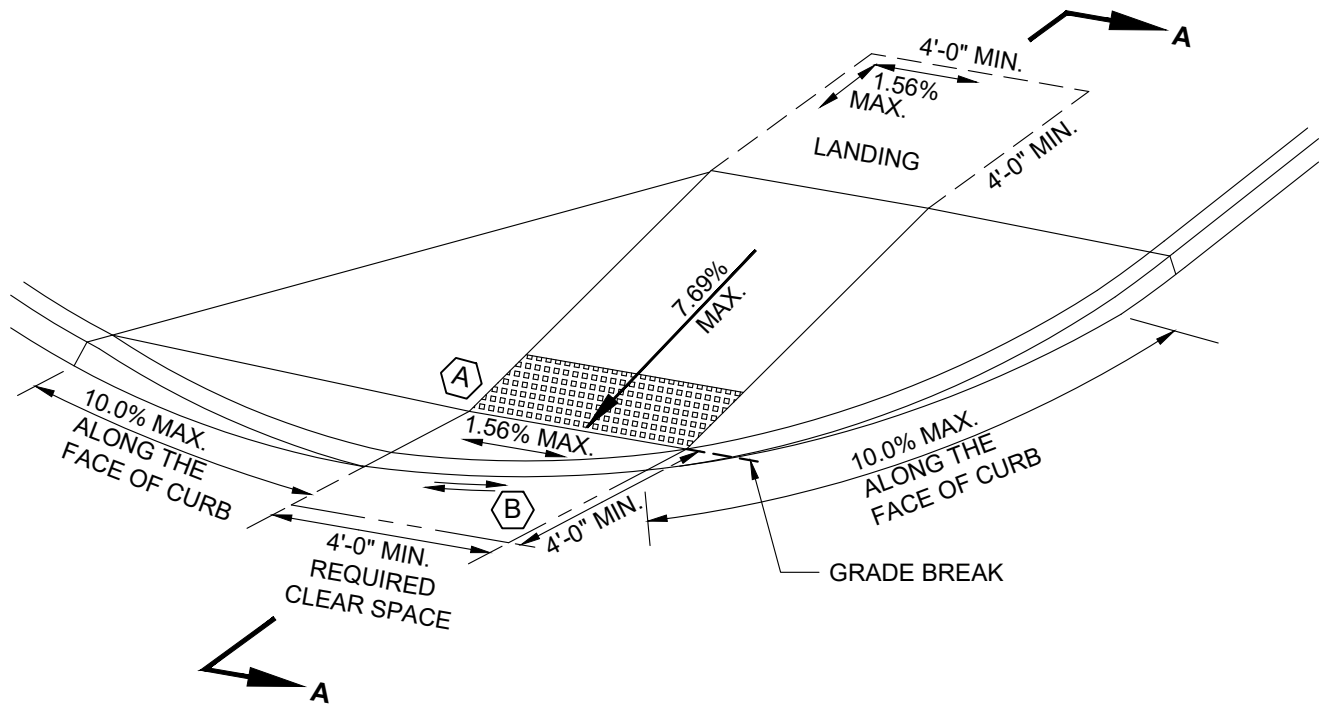 A
4'-0" MIN.
1.56%
MAX.
LANDING
4'-0" MIN.
7.69%
MAX.
A
1.56% MAX.
10.0% MAX.
ALONG THE
FACE OF CURB
10.0% MAX.
ALONG THE
FACE OF CURB
B
4'-0" MIN.
4'-0" MIN.
REQUIRED
CLEAR SPACE
GRADE BREAK
A